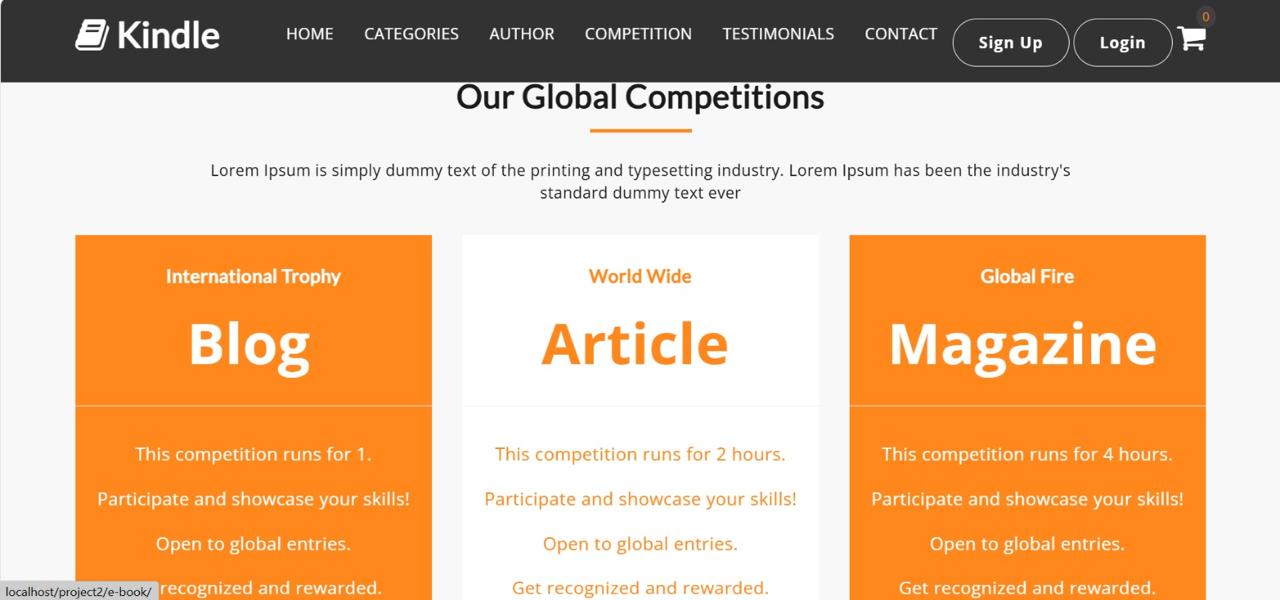 Kindle
HOME CATEGORIES AUTHOR COMPETITION TESTIMONIALS CONTACT Sign Up Login 0
Our Global Competitions
Lorem Ipsum is simply dummy text of the printing and typesetting industry. Lorem Ipsum has been the industry's
standard dummy text ever
International Trophy
Blog
This competition runs for 1.
Participate and showcase your skills!
Open to global entries.
recognized and rewarded.
World Wide
Article
This competition runs for 2 hours.
Participate and showcase your skills!
Open to global entries.
Get recognized and rewarded.
Global Fire
Magazine
This competition runs for 4 hours.
Participate and showcase your skills!
Open to global entries.
Get recognized and rewarded.
localhost/project2/e-book/